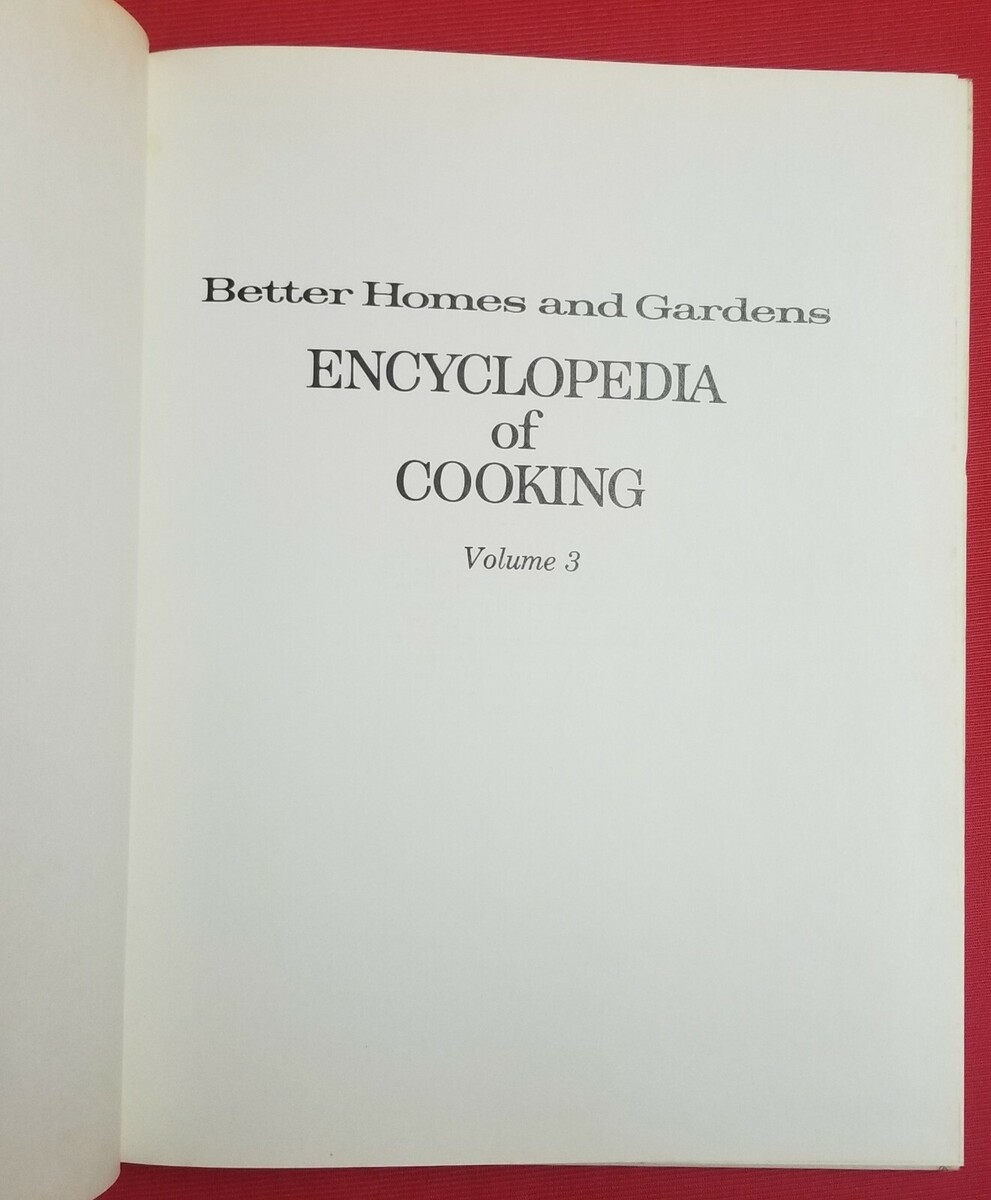 Better Homes and Gardens
ENCYCLOPEDIA
of
COOKING
Volume 3